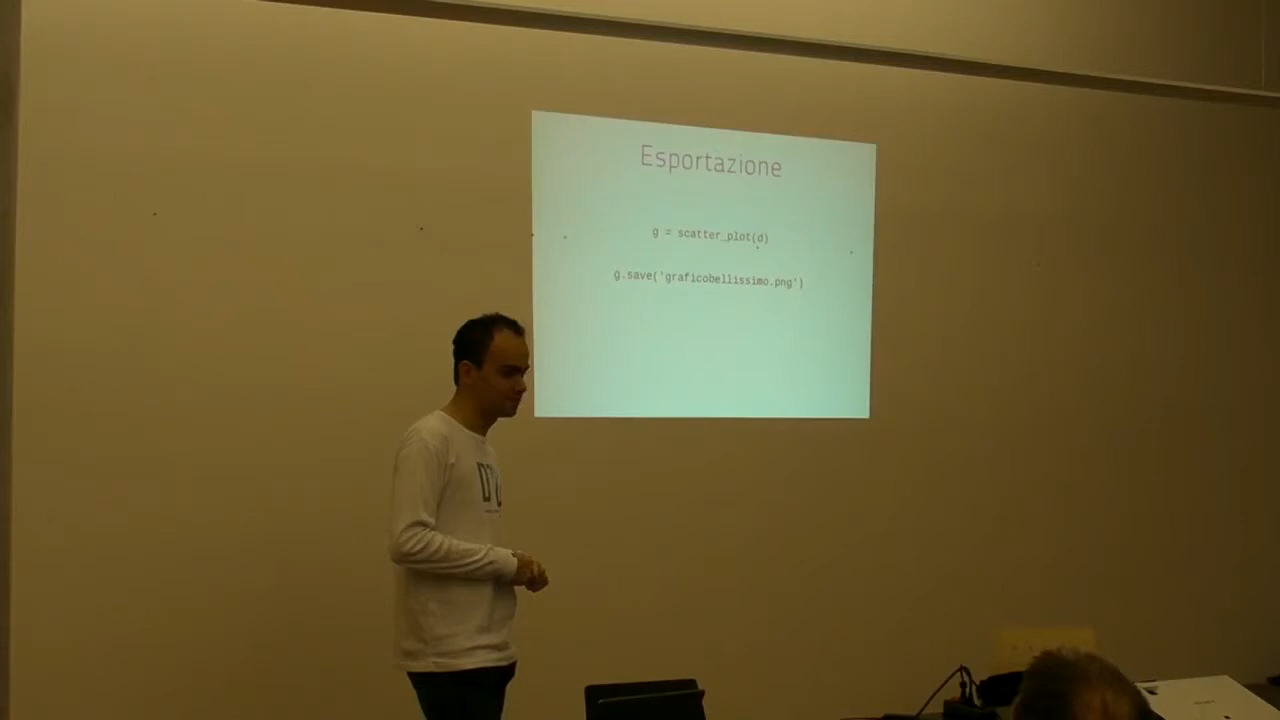 Esportazione
g = scatter_plot(d)
g.save('graficobellissimo.png')